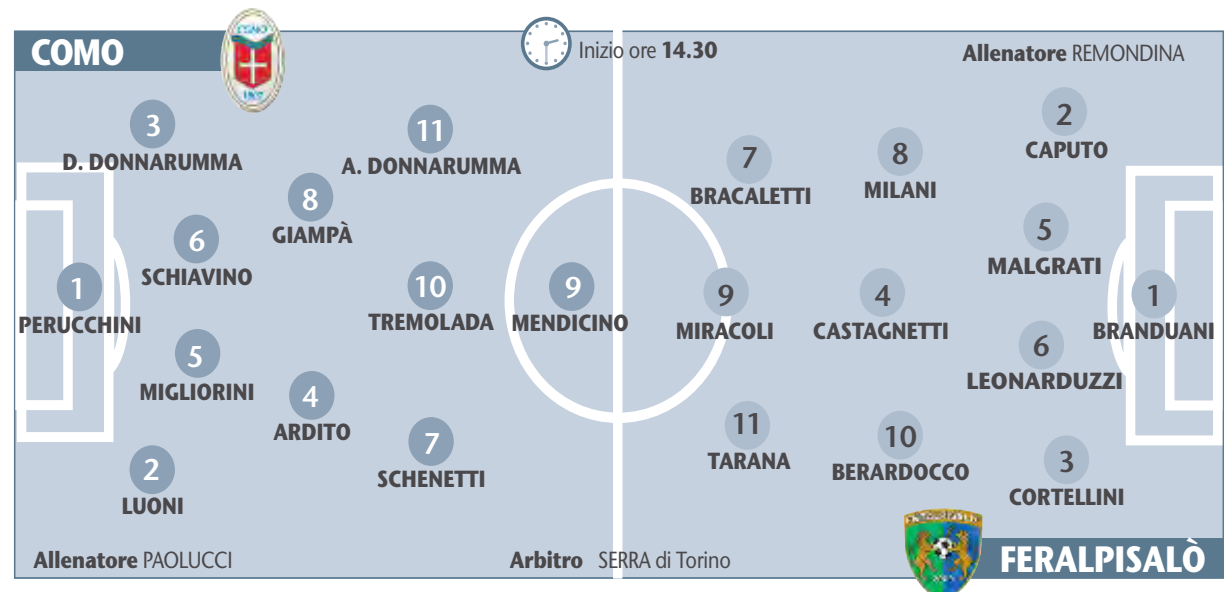 COMO
Inizio ore 14.30
Allenatore REMONDINA
3
D. DONNARUMMA
11
A. DONNARUMMA
8
GIAMPÀ
6
SCHIAVINO
1
PERUCCHINI
10
TREMOLADA
9
MENDICINO
5
MIGLIORINI
4
ARDITO
7
SCHENETTI
2
LUONI
Allenatore PAOLUCCI
2
CAPUTO
7
BRACALETTI
8
MILANI
5
MALGRATI
9
MIRACOLI
4
CASTAGNETTI
1
BRANDUANI
6
LEONARDUZZI
11
TARANA
10
BERARDOCCO
3
CORTELLINI
Arbitro SERRA di Torino
FERALPISALÒ
COMO
1907